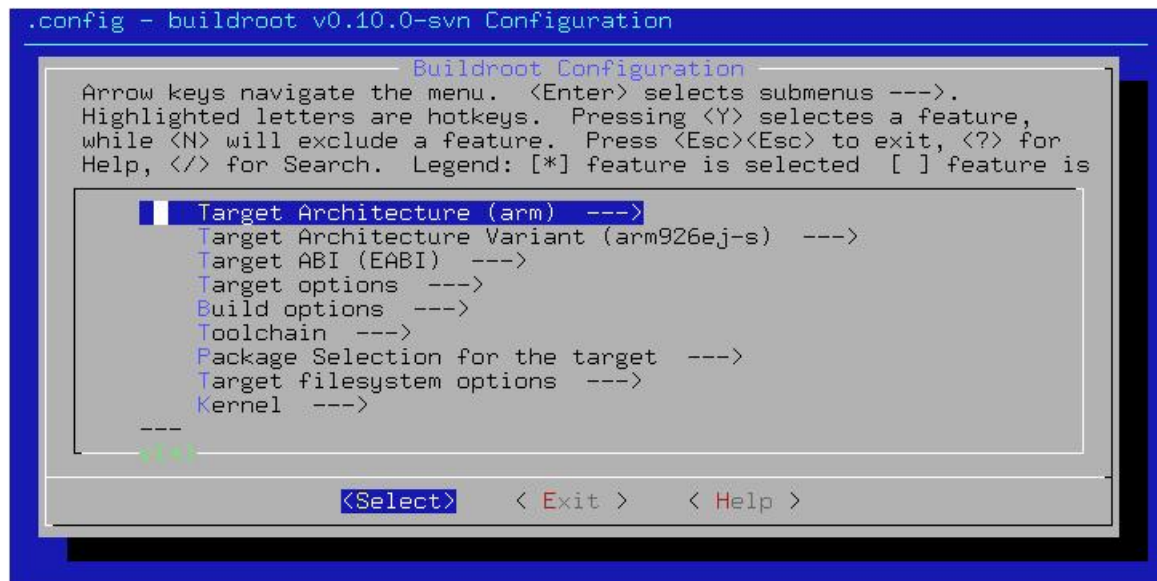 .config - buildroot v0.10.0-svn Configuration
Buildroot Configuration
Arrow keys navigate the menu.  <Enter> selects submenus --->.
Highlighted letters are hotkeys.  Pressing <Y> selectes a feature,
while <N> will exclude a feature.  Press <Esc><Esc> to exit, <?> for
Help, </> for Search.  Legend: [*] feature is selected  [ ] feature is
Target Architecture (arm)  --->
Target Architecture Variant (arm926ej-s)  --->
Target ABI (EABI)  --->
Target options  --->
Build options  --->
Toolchain  --->
Package Selection for the target  --->
Target filesystem options  --->
Kernel  --->
---
<Select>    < Exit >    < Help >